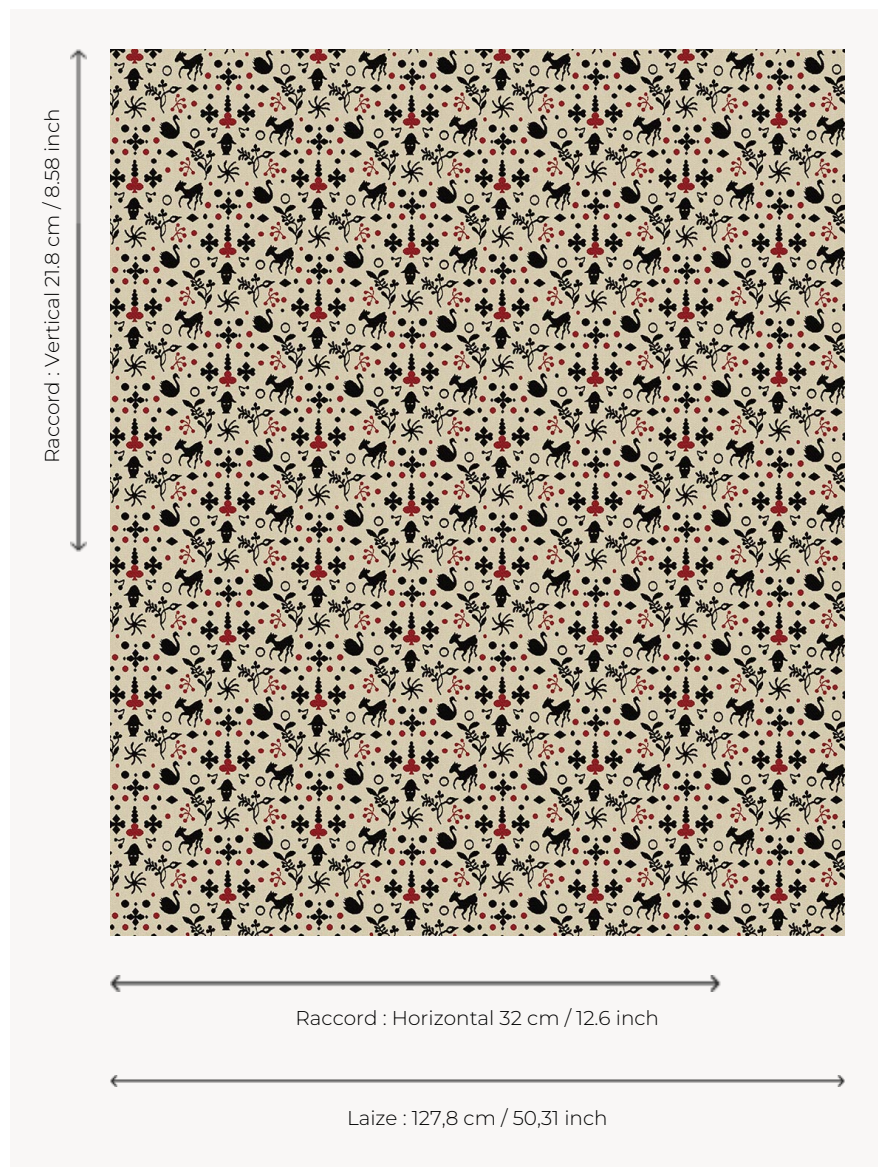 Raccord : Vertical 21.8 cm / 8.58 inch
Raccord : Horizontal 32 cm / 12.6 inch
Laize : 127,8 cm / 50,31 inch